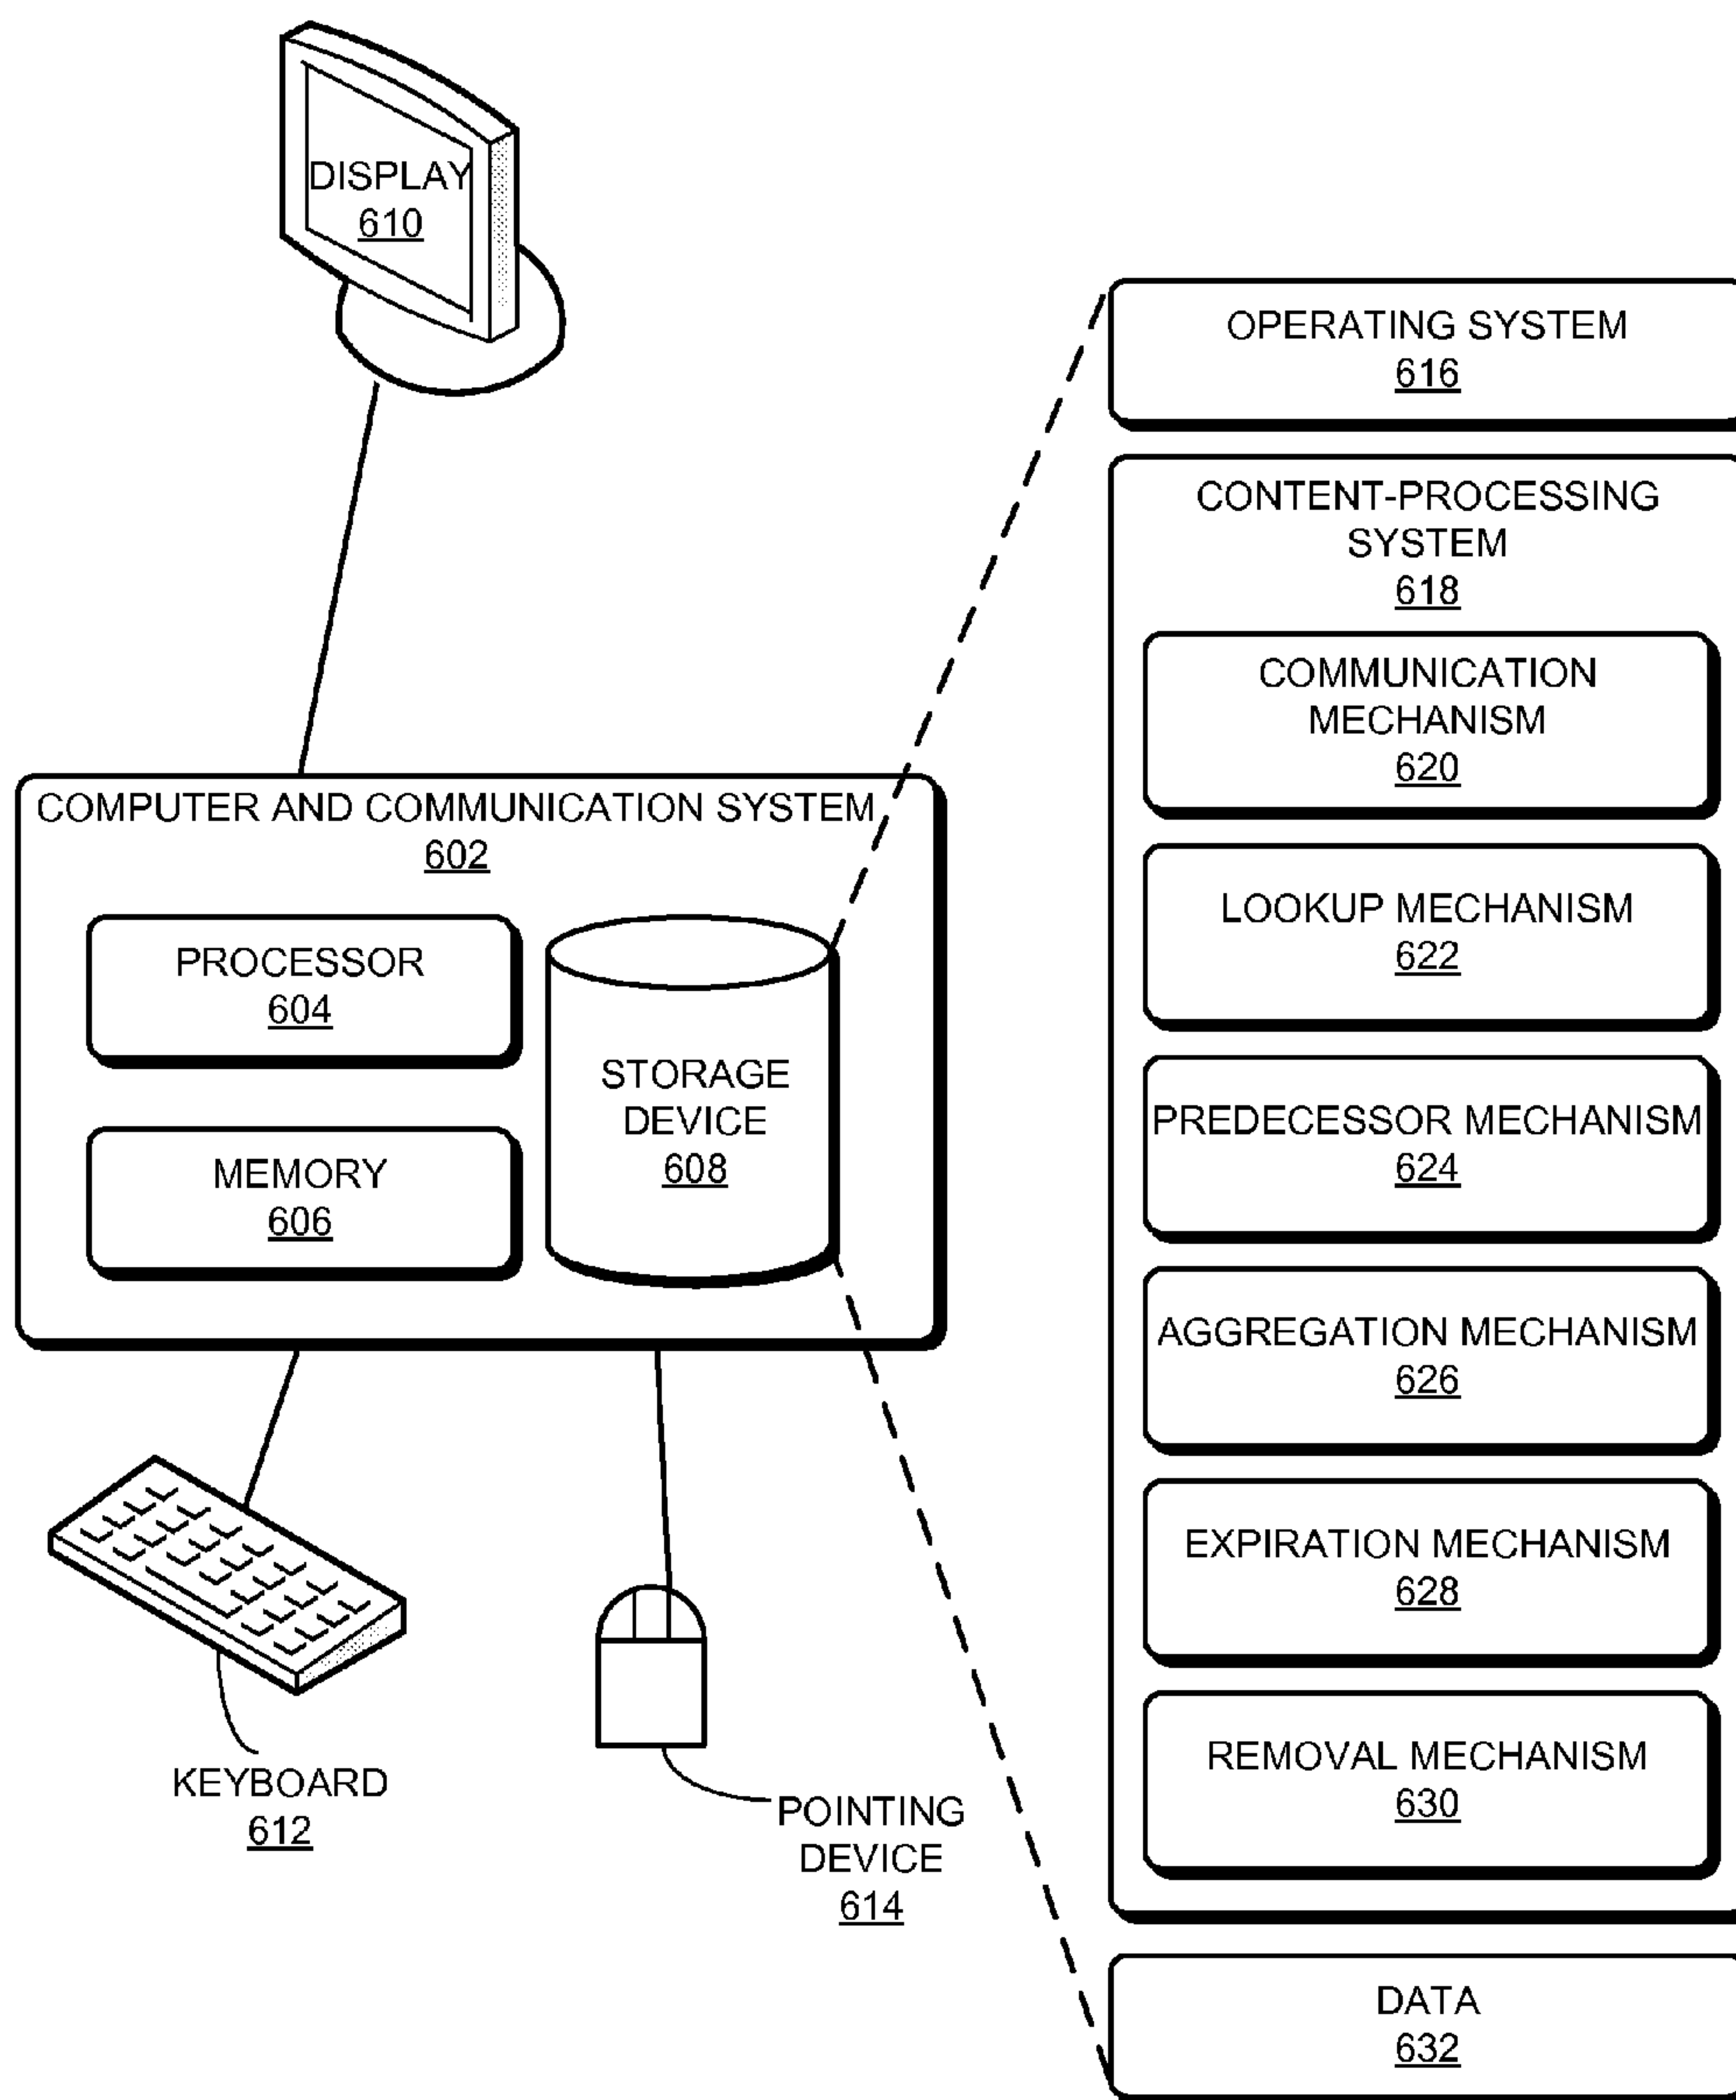 DISPLAY
610
COMPUTER AND COMMUNICATION SYSTEM
602
PROCESSOR
604
MEMORY
606
STORAGE
DEVICE
608
KEYBOARD
612
POINTING
DEVICE
614
OPERATING SYSTEM
616
CONTENT-PROCESSING
SYSTEM
618
COMMUNICATION
MECHANISM
620
LOOKUP MECHANISM
622
PREDECESSOR MECHANISM
624
AGGREGATION MECHANISM
626
EXPIRATION MECHANISM
628
REMOVAL MECHANISM
630
DATA
632